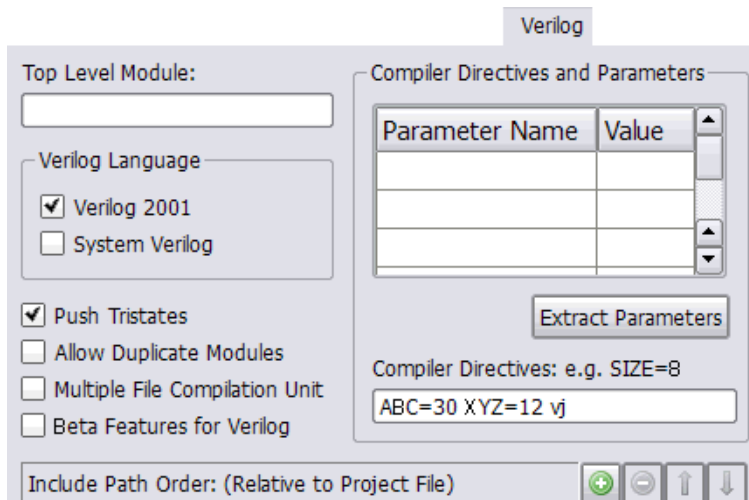 Verilog
Top Level Module:
Verilog Language
Verilog 2001
System Verilog
Push Tristates
Allow Duplicate Modules
Multiple File Compilation Unit
Beta Features for Verilog
Compiler Directives and Parameters
Parameter Name Value
Extract Parameters
Compiler Directives: e.g. SIZE=8
ABC=30 XYZ=12 vj
Include Path Order: (Relative to Project File)